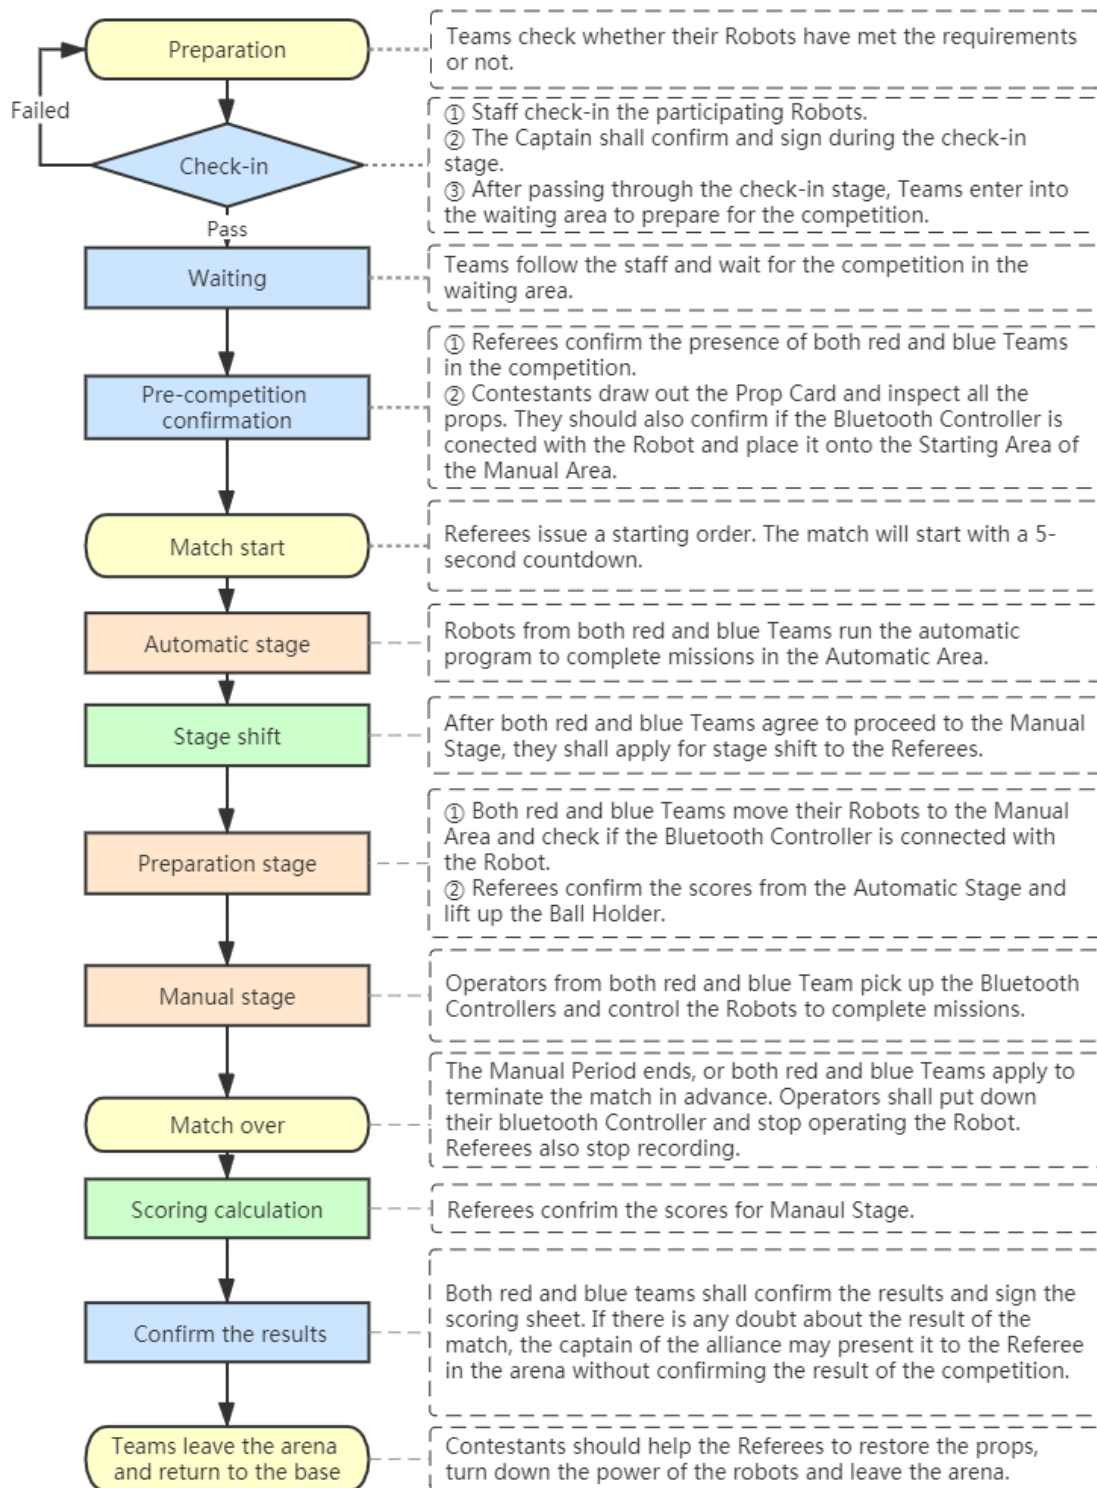 Preparation
Teams check whether their Robots have met the requirements
or not.
Failed
Check-in
① Staff check-in the participating Robots.
② The Captain shall confirm and sign during the check-in
stage.
③ After passing through the check-in stage, Teams enter into
the waiting area to prepare for the competition.
Pass
Waiting
Teams follow the staff and wait for the competition in the
waiting area.
Pre-competition
confirmation
① Referees confirm the presence of both red and blue Teams
in the competition.
② Contestants draw out the Prop Card and inspect all the
props. They should also confirm if the Bluetooth Controller is
conected with the Robot and place it onto the Starting Area of
the Manual Area.
Match start
Referees issue a starting order. The match will start with a 5-
second countdown.
Automatic stage
Robots from both red and blue Teams run the automatic
program to complete missions in the Automatic Area.
Stage shift
After both red and blue Teams agree to proceed to the Manual
Stage, they shall apply for stage shift to the Referees.
Preparation stage
① Both red and blue Teams move their Robots to the Manual
Area and check if the Bluetooth Controller is connected with
the Robot.
② Referees confirm the scores from the Automatic Stage and
lift up the Ball Holder.
Manual stage
Operators from both red and blue Team pick up the Bluetooth
Controllers and control the Robots to complete missions.
Match over
The Manual Period ends, or both red and blue Teams apply to
terminate the match in advance. Operators shall put down
their bluetooth Controller and stop operating the Robot.
Referees also stop recording.
Scoring calculation
Referees confrim the scores for Manaul Stage.
Confirm the results
Both red and blue teams shall confirm the results and sign the
scoring sheet. If there is any doubt about the result of the
match, the captain of the alliance may present it to the Referee
in the arena without confirming the result of the competition.
Teams leave the arena
and return to the base
Contestants should help the Referees to restore the props,
turn down the power of the robots and leave the arena.